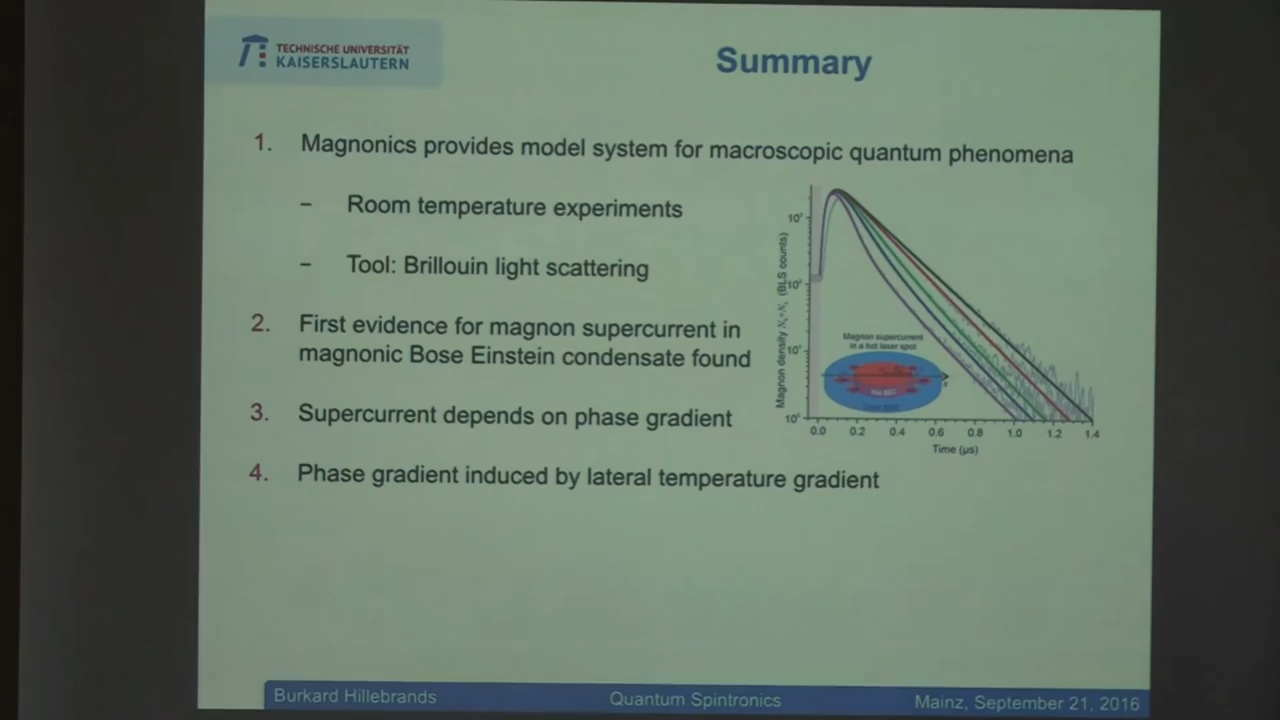 TECHNISCHE UNIVERSITÄT
KAISERSLAUTERN
Summary
1. Magnonics provides model system for macroscopic quantum phenomena
– Room temperature experiments
– Tool: Brillouin light scattering
2. First evidence for magnon supercurrent in
magnonic Bose Einstein condensate found
3. Supercurrent depends on phase gradient
4. Phase gradient induced by lateral temperature gradient
Magnon density (BLS counts)
Magnon supercurrent
in a hot laser spot
0.0 0.2 0.4 0.6 0.8 1.0 1.2 1.4
Time (µs)
Burkard Hillebrands Quantum Spintronics Mainz, September 21, 2016